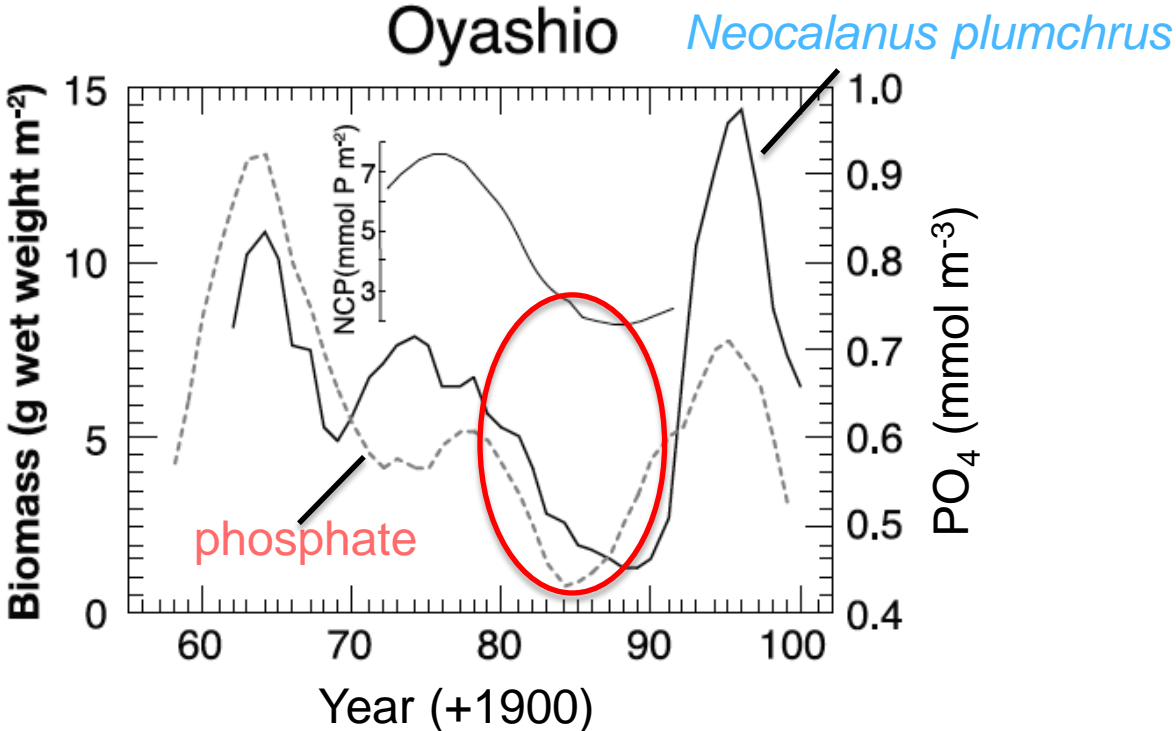 Oyashio
Neocalanus plumchrus
Biomass (g wet weight m-2)
15
10
5
0
NCP(mmol P m-2)
7
5
3
phosphate
1.0
0.9
0.8
0.7
0.6
0.5
0.4
PO4 (mmol m-3)
60 70 80 90 100
Year (+1900)